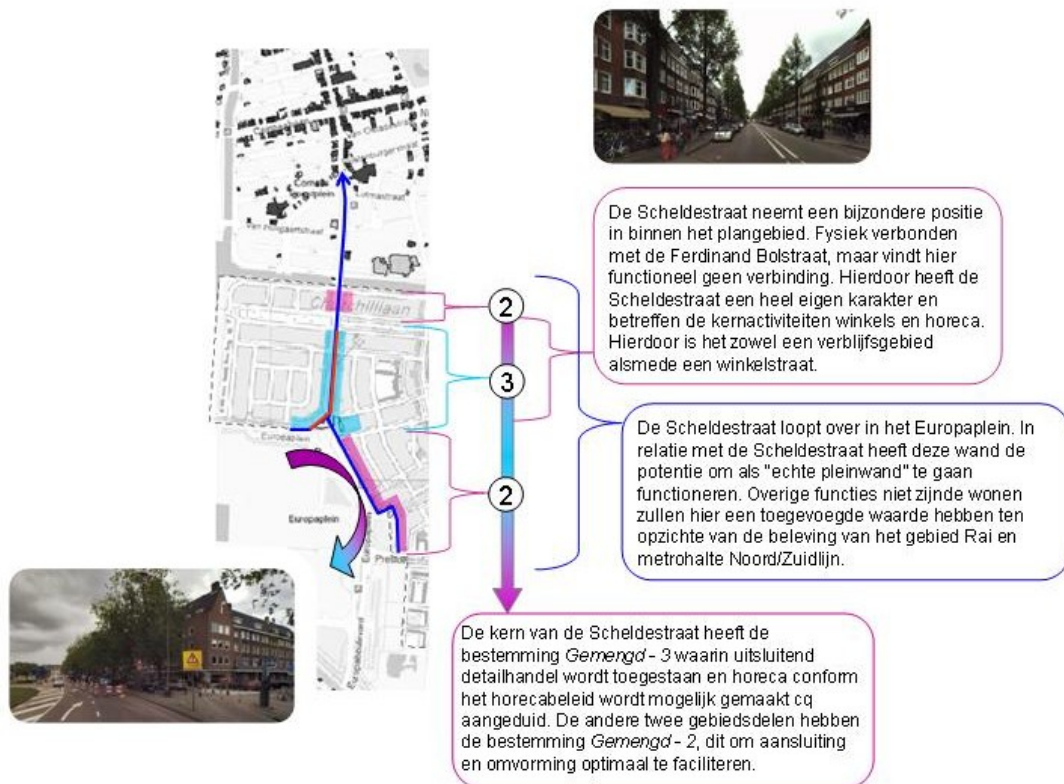 De Scheldestraat neemt een bijzondere positie
in binnen het plangebied. Fysiek verbonden
met de Ferdinand Bolstraat, maar vindt hier
functioneel geen verbinding. Hierdoor heeft de
Scheldestraat een heel eigen karakter en
betreffen de kernactiviteiten winkels en horeca.
Hierdoor is het zowel een verblijfsgebied
alsmede een winkelstraat.
Churchilllaan
2
3
2
De Scheldestraat loopt over in het Europaplein. In
relatie met de Scheldestraat heeft deze wand de
potentie om als "echte pleinwand" te gaan
functioneren. Overige functies niet zijnde wonen
zullen hier een toegevoegde waarde hebben ten
opzichte van de beleving van het gebied Rai en
metrohalte Noord/Zuidlijn.
Europaplein
Europaplein
Europaplein
Europaboulevard
De kern van de Scheldestraat heeft de
bestemming Gemengd - 3 waarin uitsluitend
detailhandel wordt toegestaan en horeca conform
het horecabeleid wordt mogelijk gemaakt cq
aangeduid. De andere twee gebiedsdelen hebben
de bestemming Gemengd - 2, dit om aansluiting
en omvorming optimaal te faciliteren.